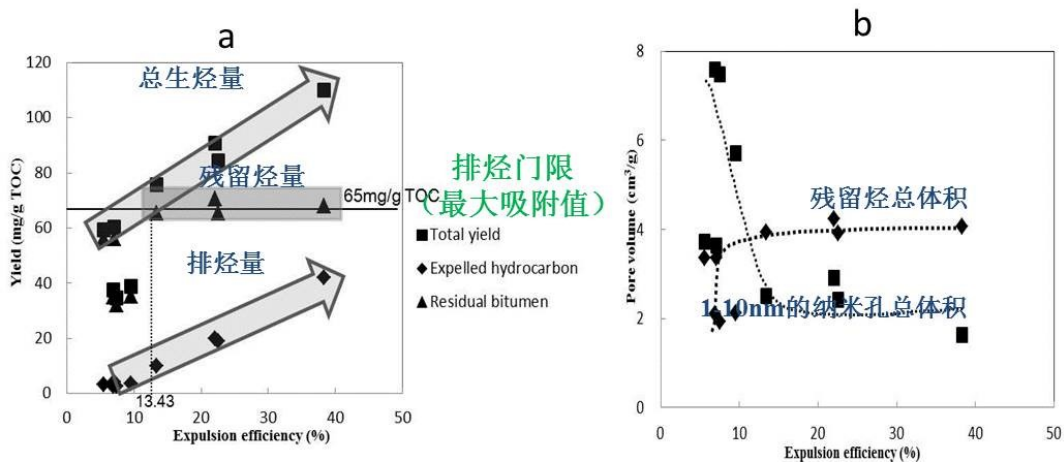 a
120
100
80
60
40
20
0
Yield (mg/g TOC)
总生烃量
残留烃量
65mg/g TOC
排烃量
13.43
0 10 20 30 40 50
Expulsion efficiency (%)
排烃门限
（最大吸附值）
Total yield
Expelled hydrocarbon
Residual bitumen
b
8
6
4
2
0
Pore volume (cm³/g)
残留烃总体积
1-10nm的纳米孔总体积
0 10 20 30 40 50
Expulsion efficiency (%)